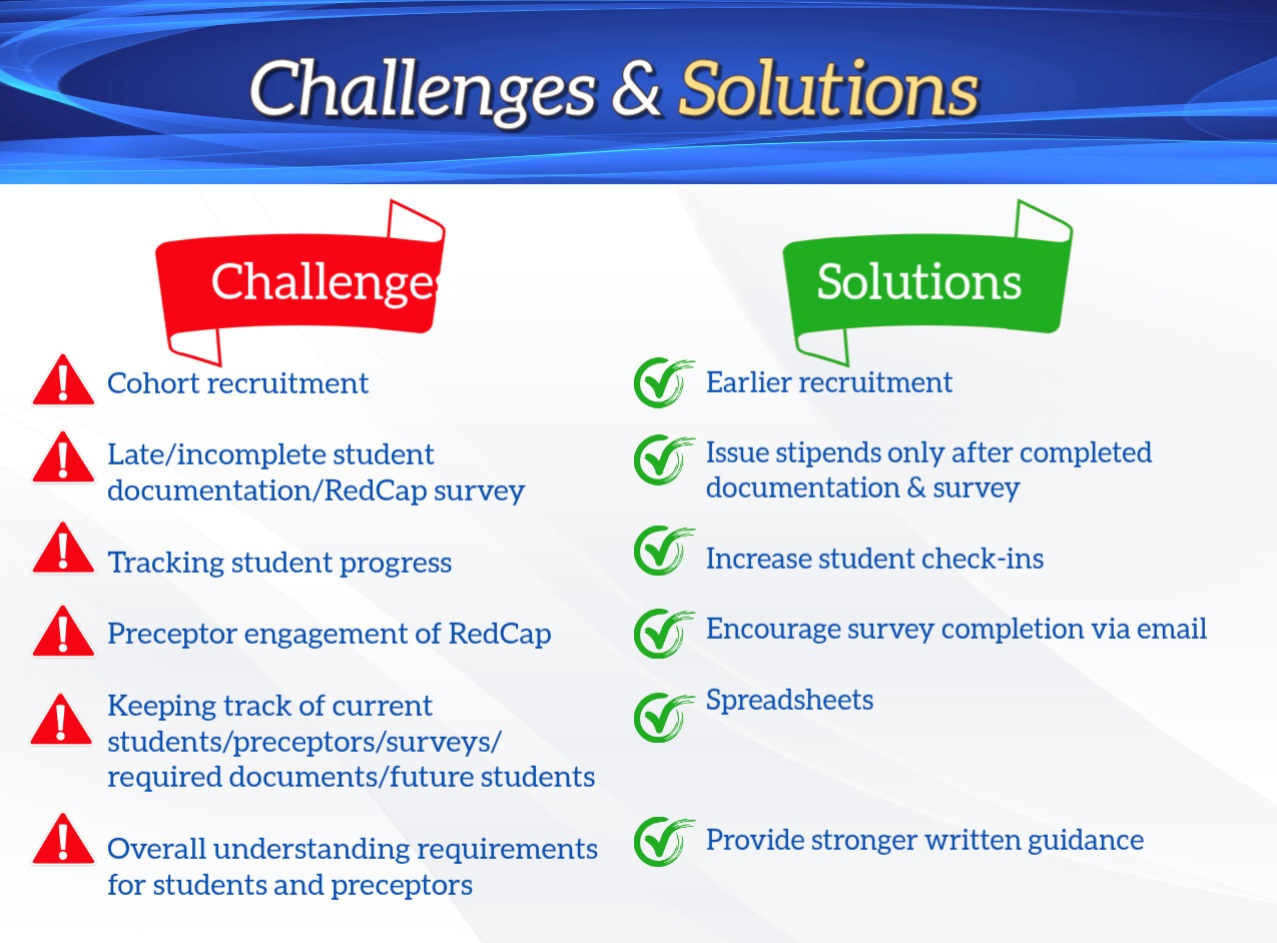 Challenges & Solutions
Challenges
Solutions
Cohort recruitment
Late/incomplete student
documentation/RedCap survey
Tracking student progress
Preceptor engagement of RedCap
Keeping track of current
students/preceptors/surveys/
required documents/future students
Overall understanding requirements
for students and preceptors
Earlier recruitment
Issue stipends only after completed
documentation & survey
Increase student check-ins
Encourage survey completion via email
Spreadsheets
Provide stronger written guidance